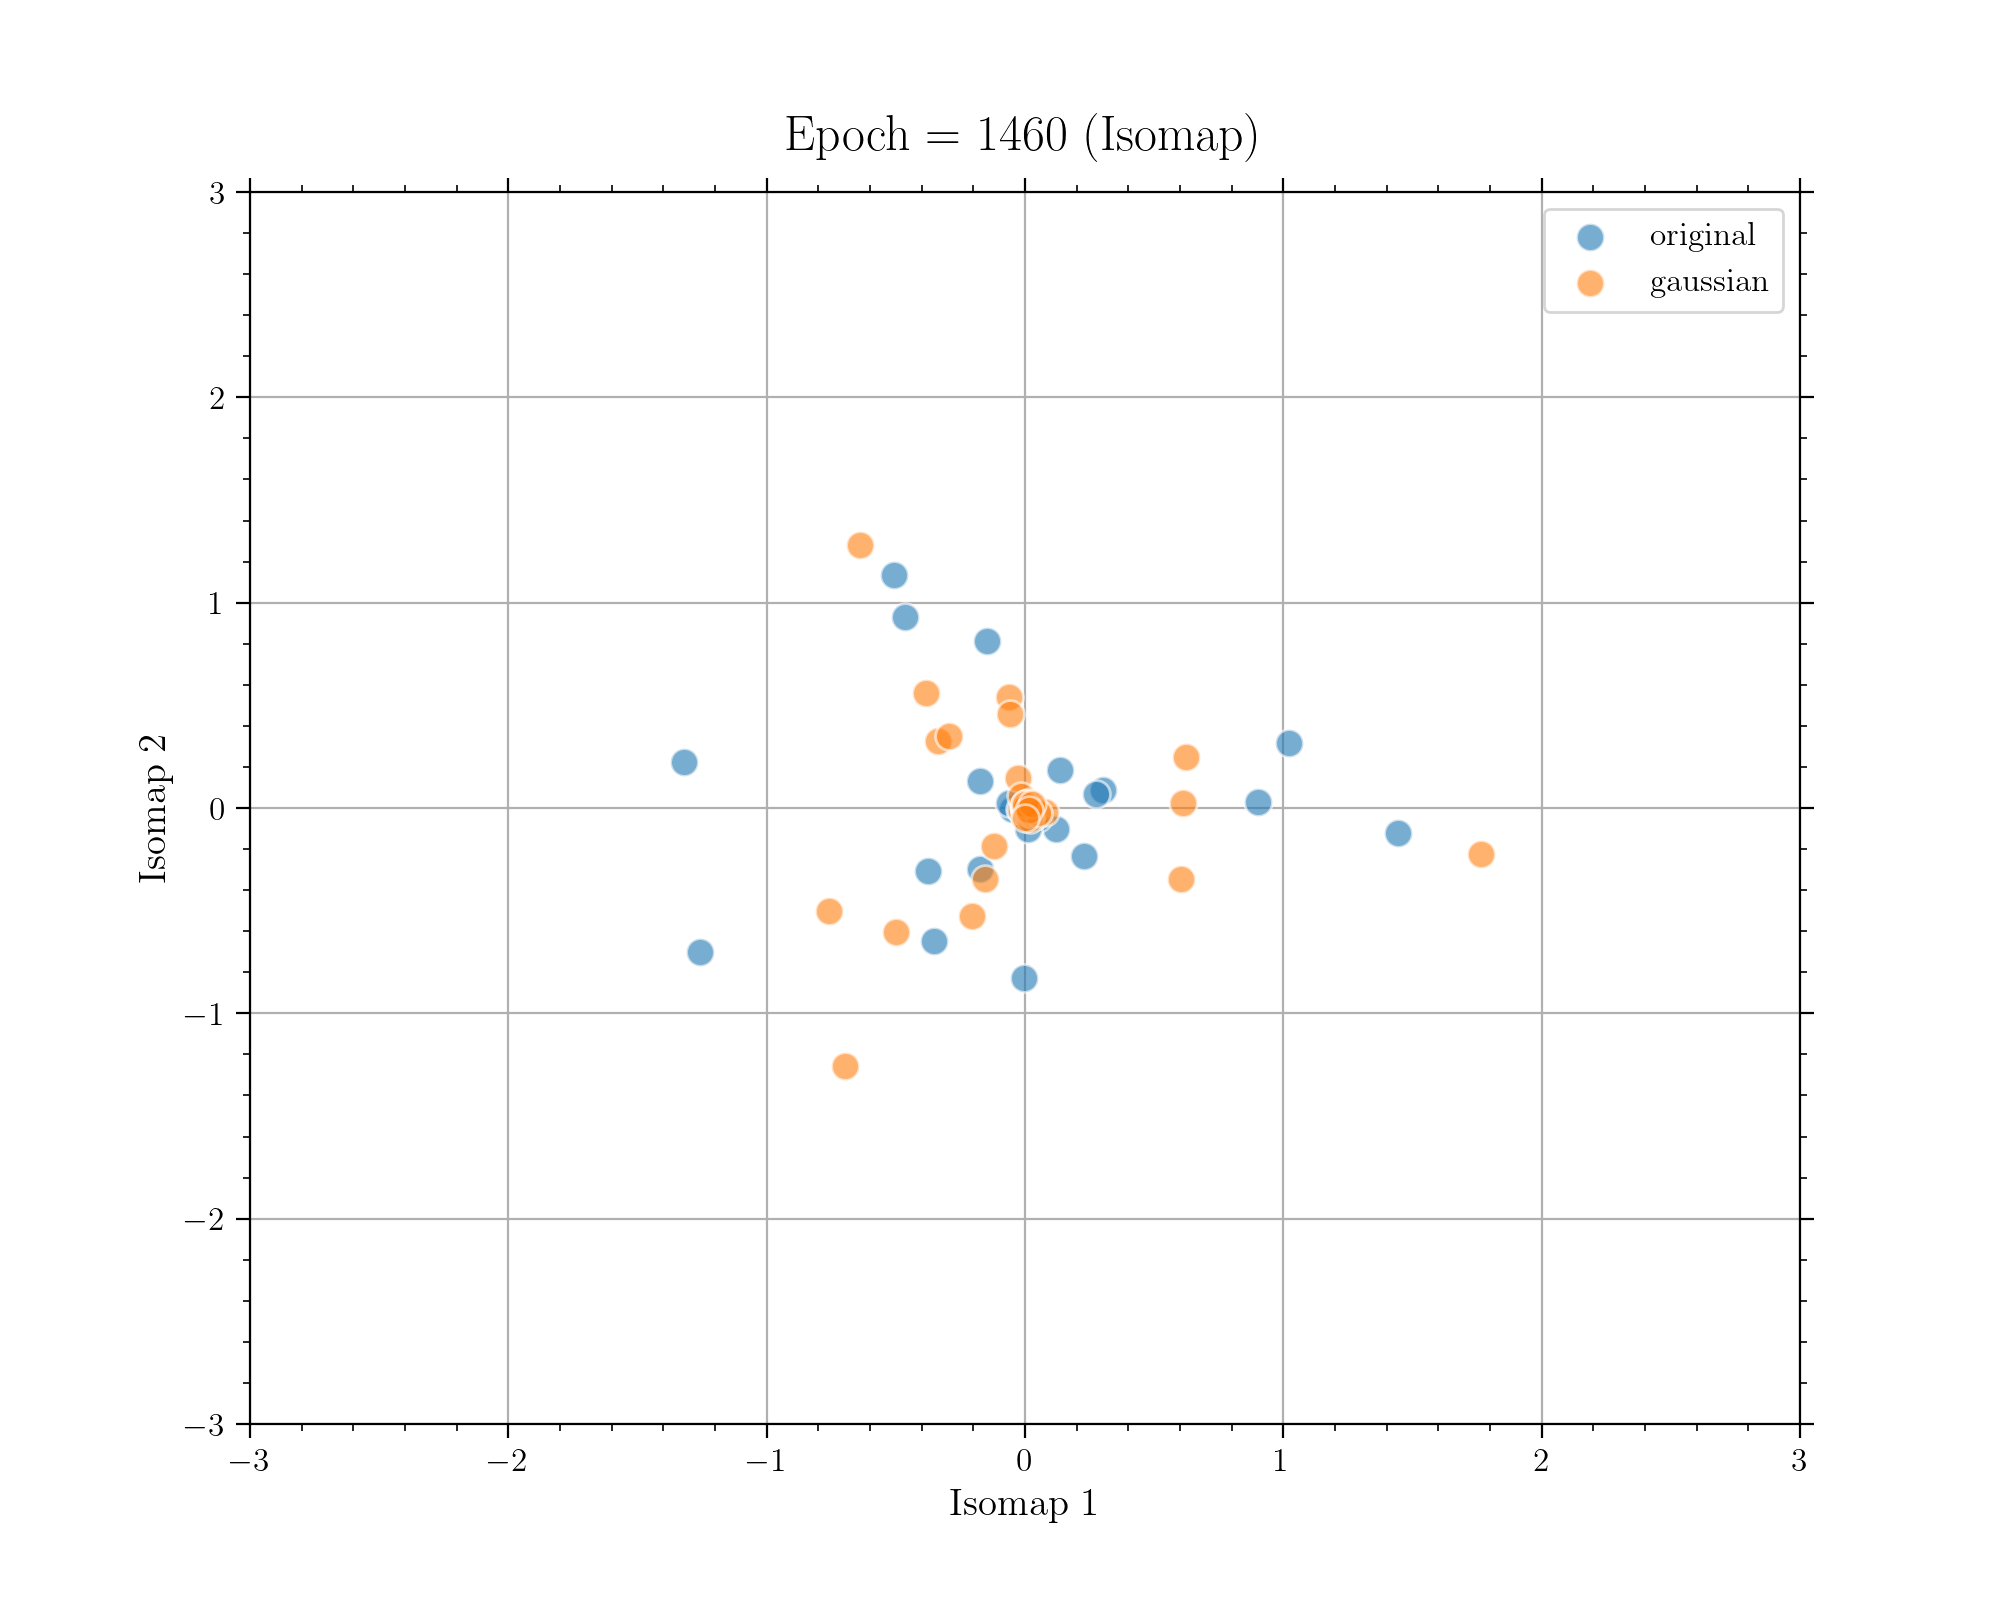 Epoch = 1460 (Isomap)
original
gaussian
3
2
1
0
−1
−2
−3
Isomap 2
−3
−2
−1
0
1
2
3
Isomap 1